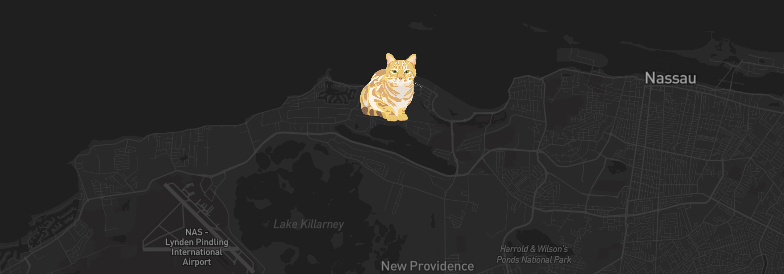 Nassau
Lake Killarney
NAS -
Lynden Pindling
International
Airport
Harrold & Wilson's
Ponds National Park
New Providence